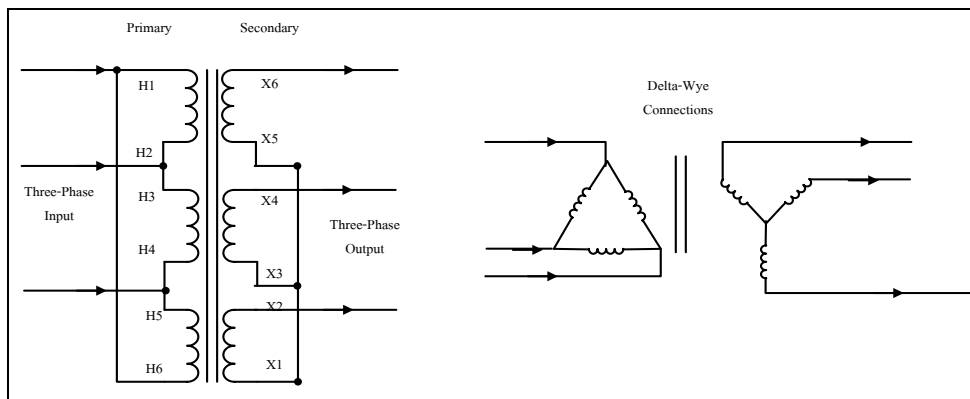 Primary
Secondary
H1
X6
X5
H2
Three-Phase
Input
H3
X4
Three-Phase
Output
H4
X3
X2
H5
X1
H6
Delta-Wye
Connections